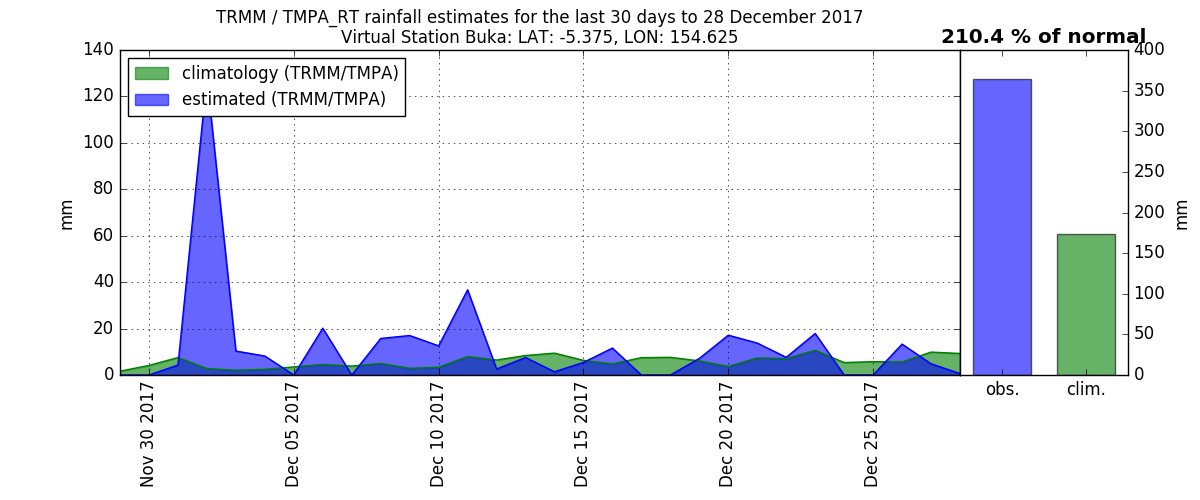 TRMM / TMPA_RT rainfall estimates for the last 30 days to 28 December 2017
Virtual Station Buka: LAT: -5.375, LON: 154.625
210.4 % of normal
climatology (TRMM/TMPA)
estimated (TRMM/TMPA)
140
120
100
80
60
40
20
0
mm
Nov 30 2017
Dec 05 2017
Dec 10 2017
Dec 15 2017
Dec 20 2017
Dec 25 2017
400
350
300
250
200
150
100
50
0
mm
obs.
clim.